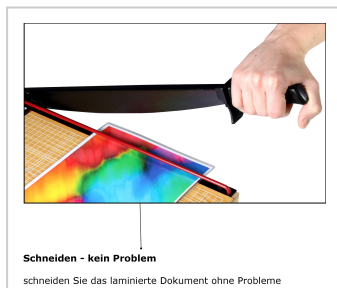 Schneiden - kein Problem
schneiden Sie das laminierte Dokument ohne Probleme